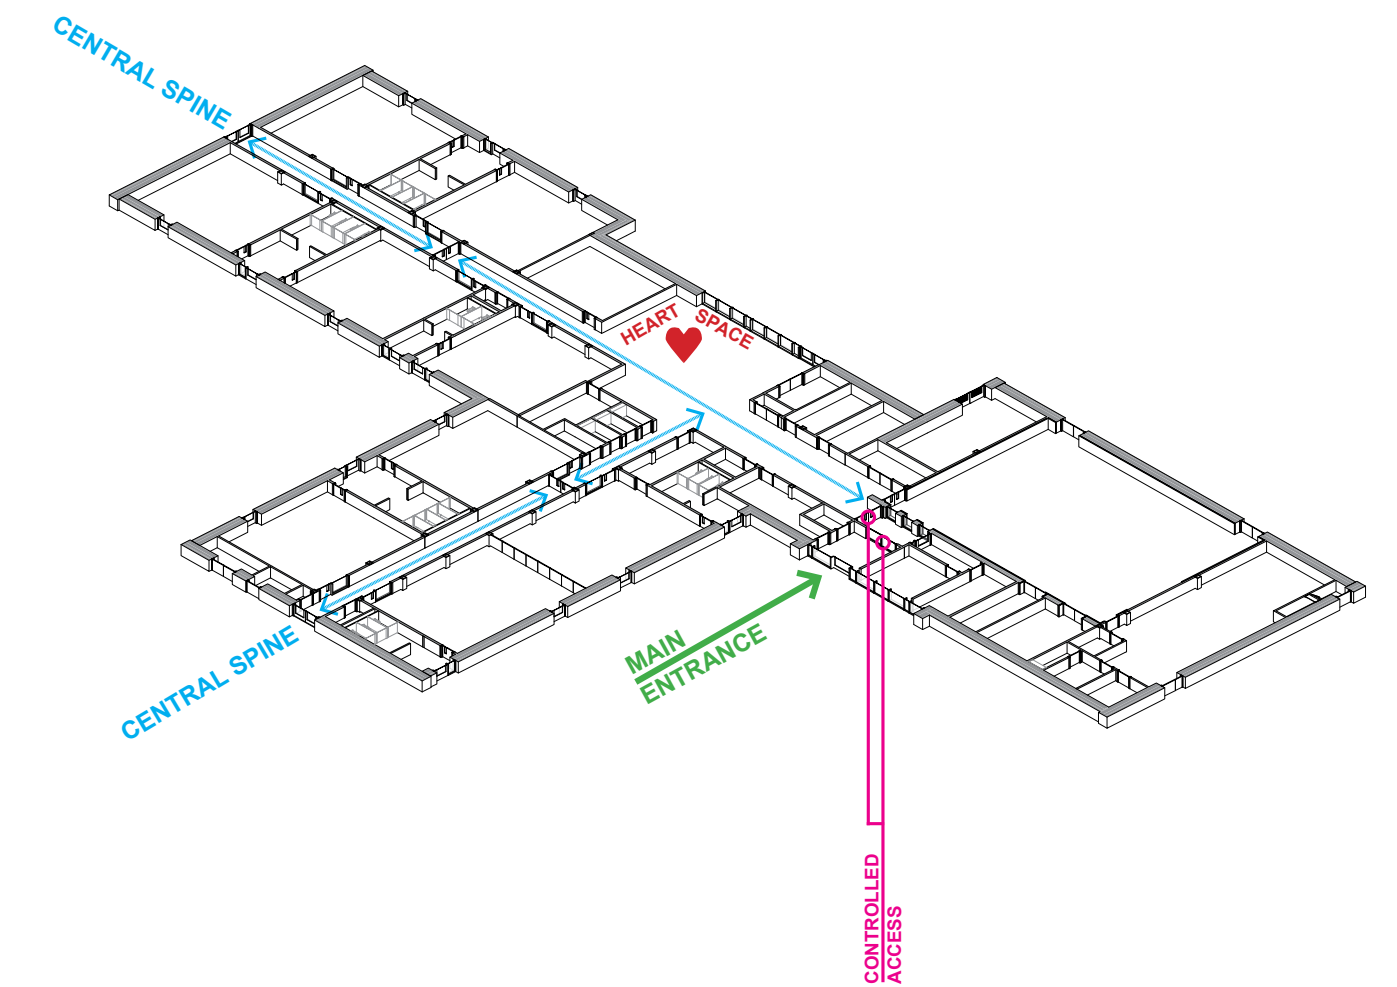 CENTRAL SPINE
HEART SPACE
MAIN
ENTRANCE
CENTRAL SPINE
CONTROLLED
ACCESS